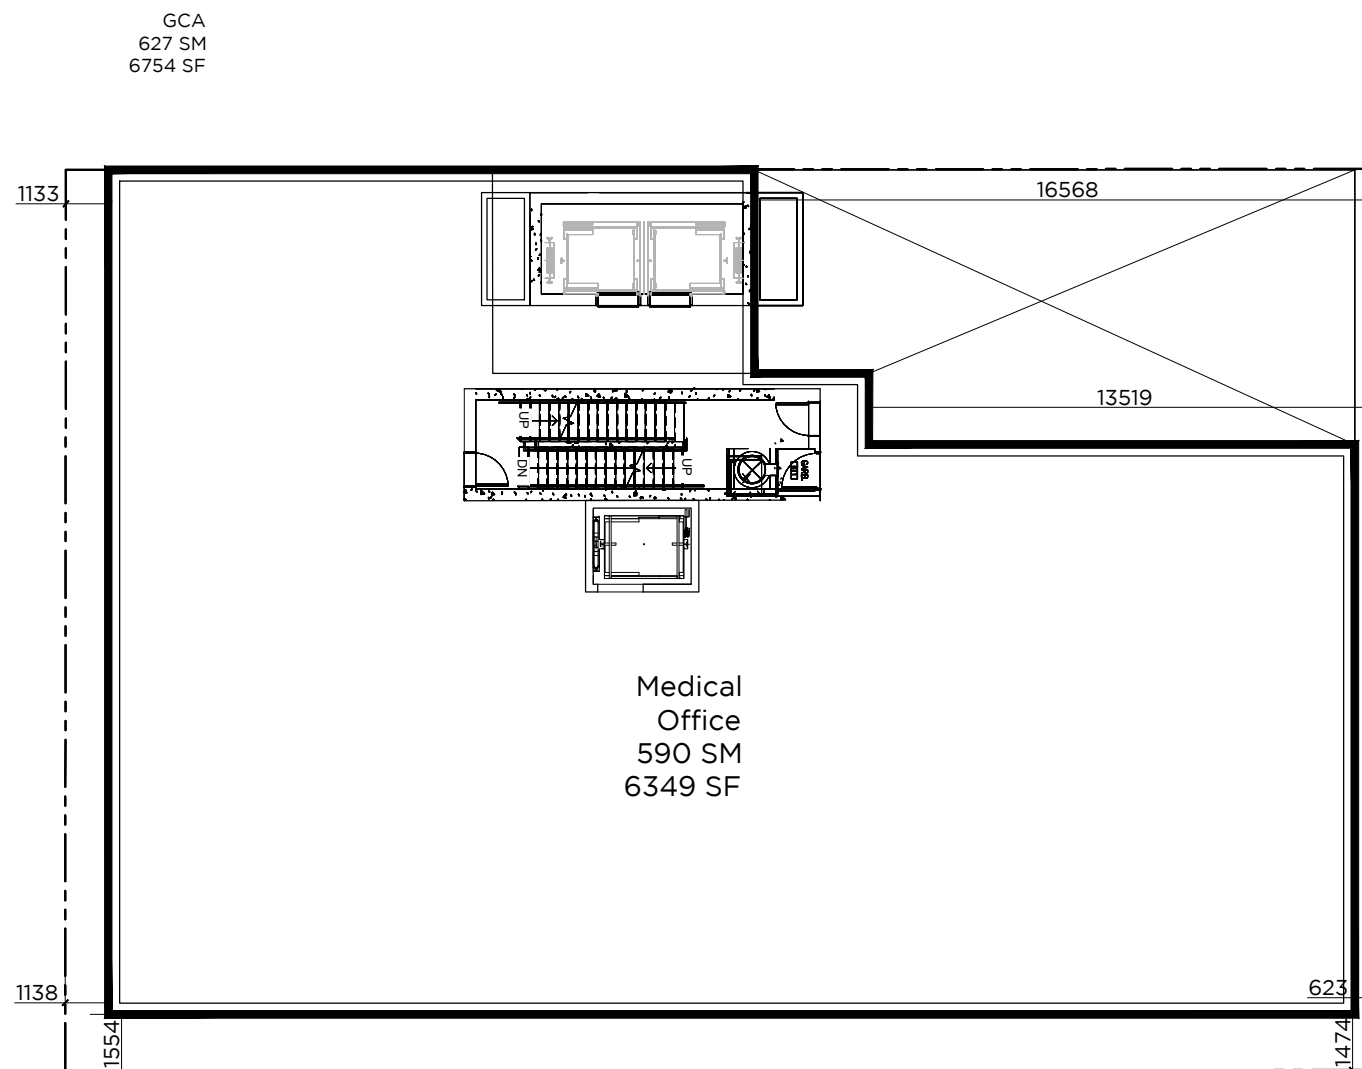 GCA
627 SM
6754 SF
1133
16568
13519
UP
DN
UP
GARB.
Medical
Office
590 SM
6349 SF
1138
623
1554
1474